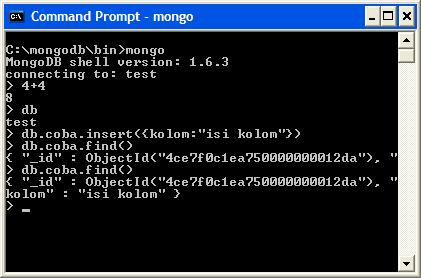 Command Prompt - mongo
C:\mongodb\bin>mongo
MongoDB shell version: 1.6.3
connecting to: test
> 4+4
8
> db
test
> db.coba.insert({kolom:"isi kolom"})
> db.coba.find()
{ "_id" : ObjectId("4ce7f0c1ea750000000012da"), "
> db.coba.find()
{ "_id" : ObjectId("4ce7f0c1ea750000000012da"), "
kolom" : "isi kolom" }
> _